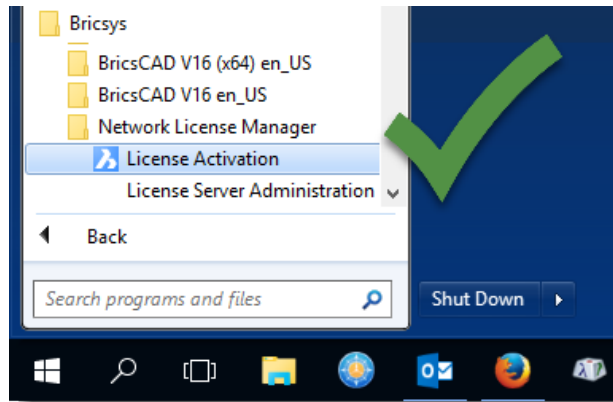 Bricsys
BricsCAD V16 (x64) en_US
BricsCAD V16 en_US
Network License Manager
License Activation
License Server Administration
Back
Search programs and files
Shut Down